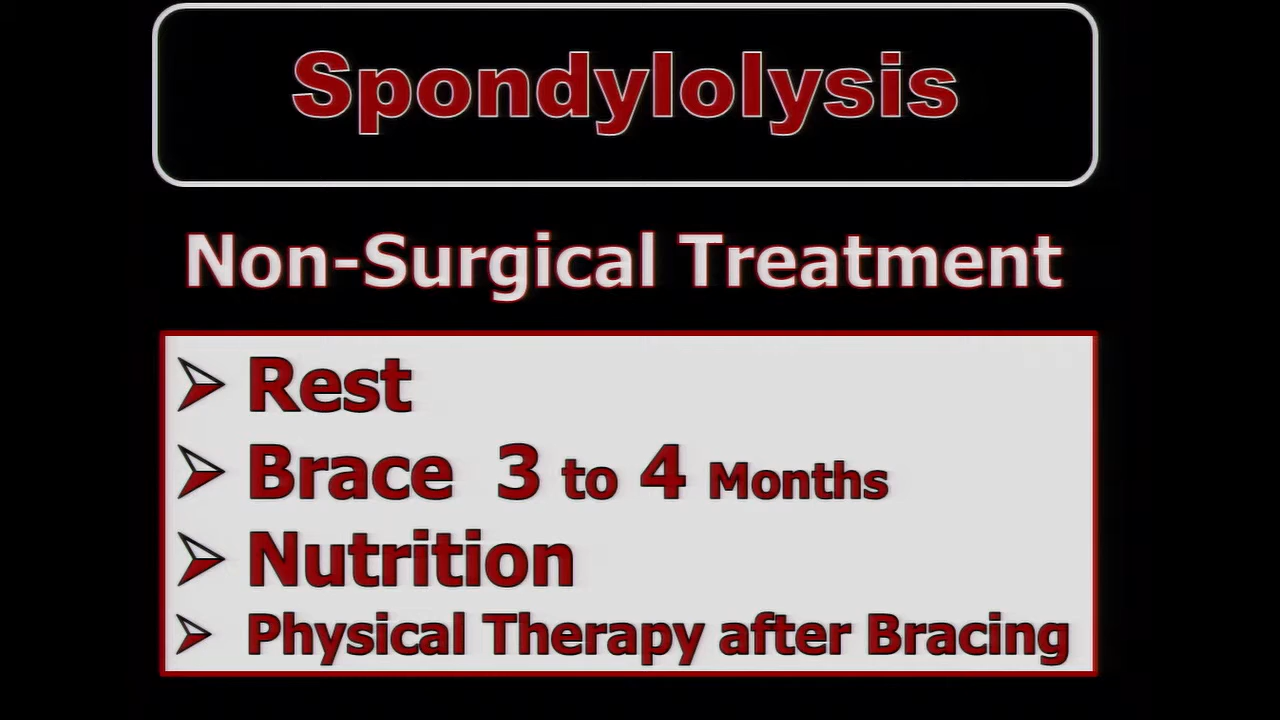 Spondylolysis
Non-Surgical Treatment
Rest
Brace 3 to 4 Months
Nutrition
Physical Therapy after Bracing